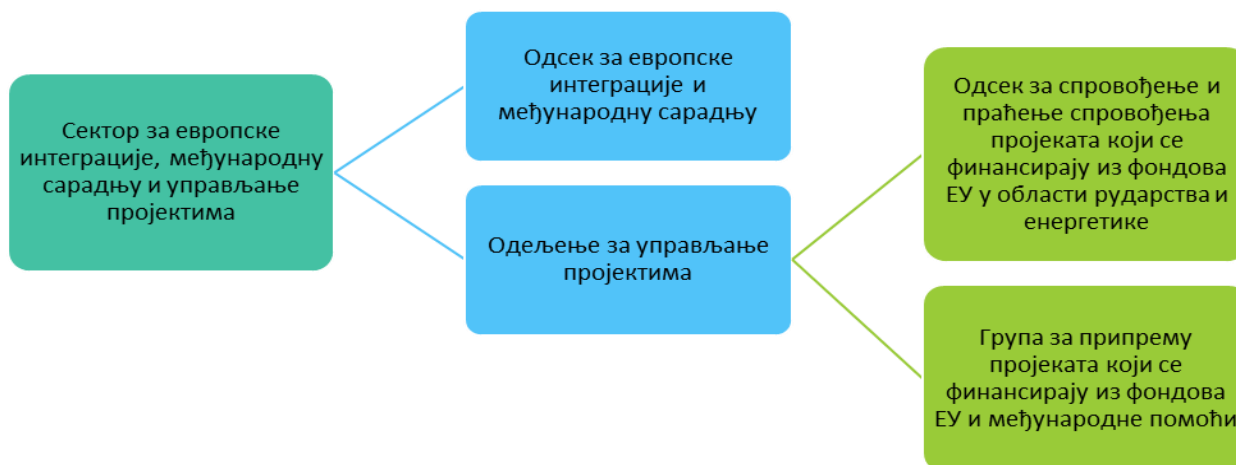 Сектор за европске
интеграције, међународну
сарадњу и управљање
пројектима
Одсек за европске
интеграције и
међународну сарадњу
Одељење за управљање
пројектима
Одсек за спровођење и
праћење спровођења
пројеката који се
финансирају из фондова
ЕУ у области рударства и
енергетике
Група за припрему
пројеката који се
финансирају из фондова
ЕУ и међународне помоћи